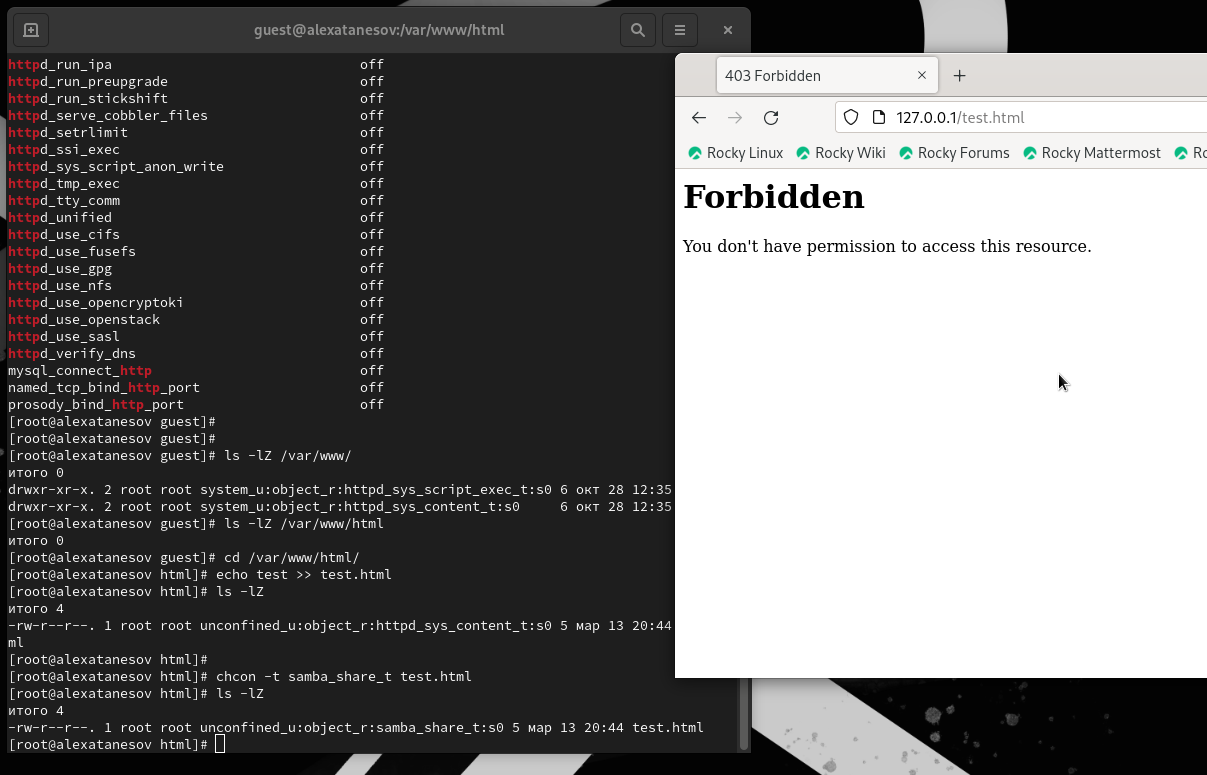 guest@alexatanesov:/var/www/html
httpd_run_ipa off
httpd_run_preupgrade off
httpd_run_stickshift off
httpd_serve_cobbler_files off
httpd_setrlimit off
httpd_ssi_exec off
httpd_sys_script_anon_write off
httpd_tmp_exec off
httpd_tty_comm off
httpd_unified off
httpd_use_cifs off
httpd_use_fusefs off
httpd_use_gpg off
httpd_use_nfs off
httpd_use_opencryptoki off
httpd_use_openstack off
httpd_use_sasl off
httpd_verify_dns off
mysql_connect_http off
named_tcp_bind_http_port off
prosody_bind_http_port off
[root@alexatanesov guest]#
[root@alexatanesov guest]#
[root@alexatanesov guest]# ls -lZ /var/www/
итого 0
drwxr-xr-x. 2 root root system_u:object_r:httpd_sys_script_exec_t:s0 6 окт 28 12:35
drwxr-xr-x. 2 root root system_u:object_r:httpd_sys_content_t:s0 6 окт 28 12:35
[root@alexatanesov guest]# ls -lZ /var/www/html
итого 0
[root@alexatanesov guest]# cd /var/www/html/
[root@alexatanesov html]# echo test >> test.html
[root@alexatanesov html]# ls -lZ
итого 4
-rw-r--r--. 1 root root unconfined_u:object_r:httpd_sys_content_t:s0 5 мар 13 20:44
ml
[root@alexatanesov html]#
[root@alexatanesov html]# chcon -t samba_share_t test.html
[root@alexatanesov html]# ls -lZ
итого 4
-rw-r--r--. 1 root root unconfined_u:object_r:samba_share_t:s0 5 мар 13 20:44 test.html
[root@alexatanesov html]#
403 Forbidden
127.0.0.1/test.html
Rocky Linux Rocky Wiki Rocky Forums Rocky Mattermost Ro
Forbidden
You don't have permission to access this resource.